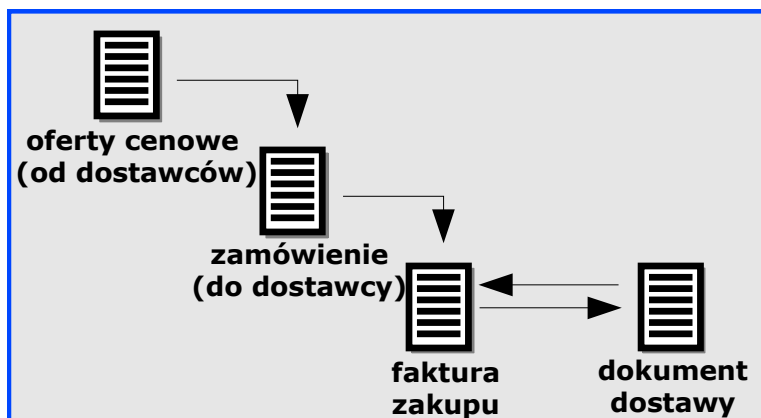 oferty cenowe
(od dostawców)
zamówienie
(do dostawcy)
faktura
zakupu
dokument
dostawy